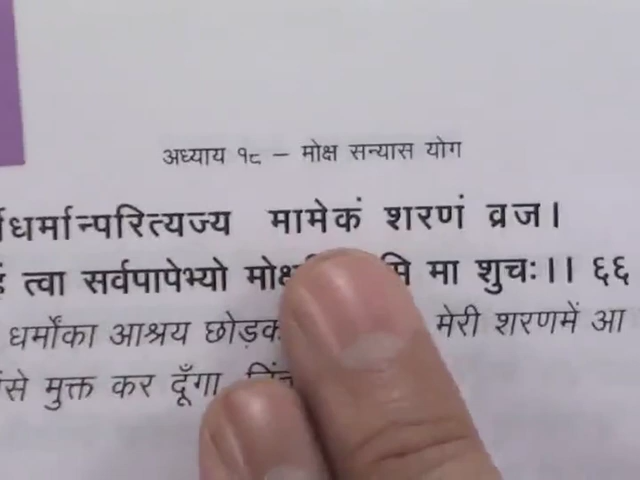 अध्याय १८ – मोक्ष सन्यास योग
धर्मान्परित्यज्य मामेकं शरणं व्रज।
त्वा सर्वपापेभ्यो मा शुचः।। ६६
धर्मोंका आश्रय मेरी शरणमें आ
मुक्त कर दूँगा